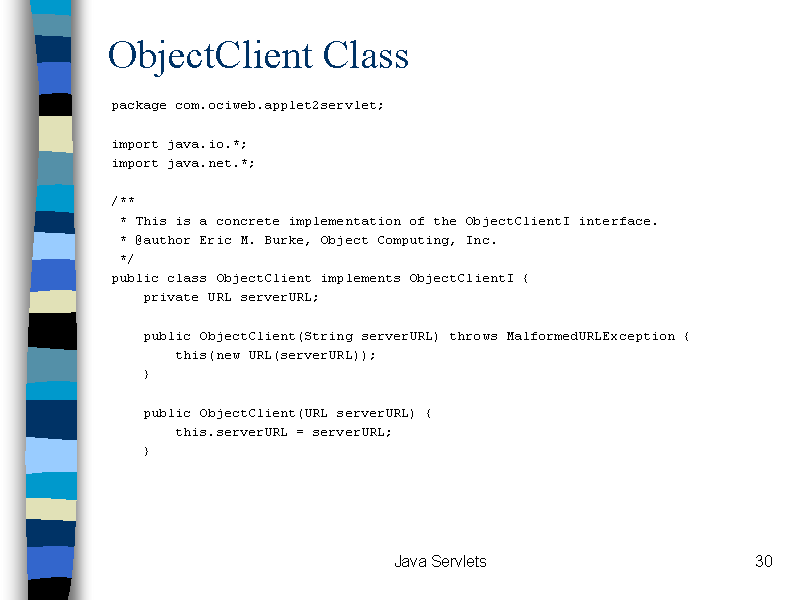 ObjectClient Class
package com.ociweb.applet2servlet;
import java.io.*;
import java.net.*;
/**
 * This is a concrete implementation of the ObjectClientI interface.
 * @author Eric M. Burke, Object Computing, Inc.
 */
public class ObjectClient implements ObjectClientI {
    private URL serverURL;
    public ObjectClient(String serverURL) throws MalformedURLException {
        this(new URL(serverURL));
    }
    public ObjectClient(URL serverURL) {
        this.serverURL = serverURL;
    }
Java Servlets
30